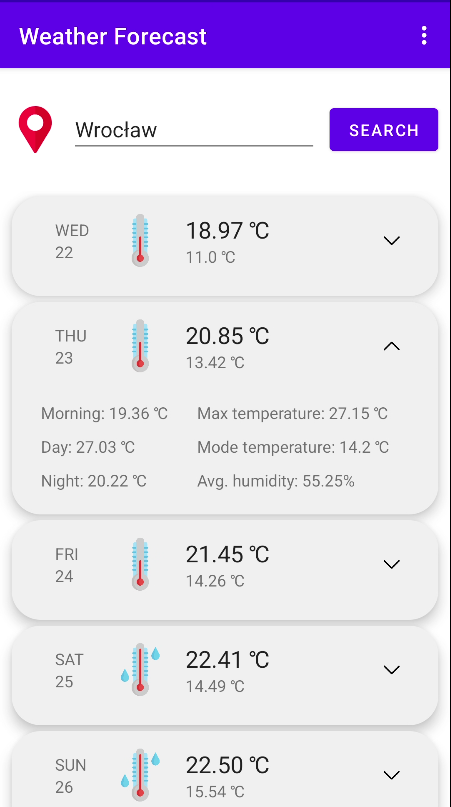 Weather Forecast
Wrocław
SEARCH
WED
22
18.97 ℃
11.0 ℃
THU
23
20.85 ℃
13.42 ℃
Morning: 19.36 ℃
Max temperature: 27.15 ℃
Day: 27.03 ℃
Mode temperature: 14.2 ℃
Night: 20.22 ℃
Avg. humidity: 55.25%
FRI
24
21.45 ℃
14.26 ℃
SAT
25
22.41 ℃
14.49 ℃
SUN
26
22.50 ℃
15.54 ℃